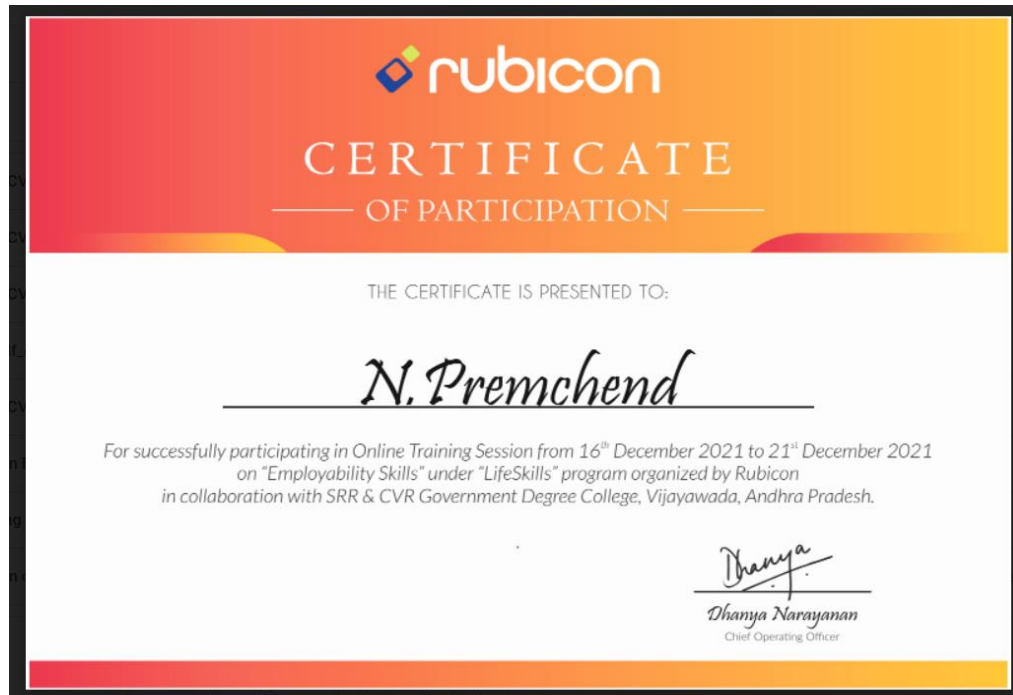 rubicon
CERTIFICATE
OF PARTICIPATION
THE CERTIFICATE IS PRESENTED TO:
N. Premchend
For successfully participating in Online Training Session from 16th December 2021 to 21st December 2021
on "Employability Skills" under "LifeSkills" program organized by Rubicon
in collaboration with SRR & CVR Government Degree College, Vijayawada, Andhra Pradesh.
Dhanya
Dhanya Narayanan
Chief Operating Officer